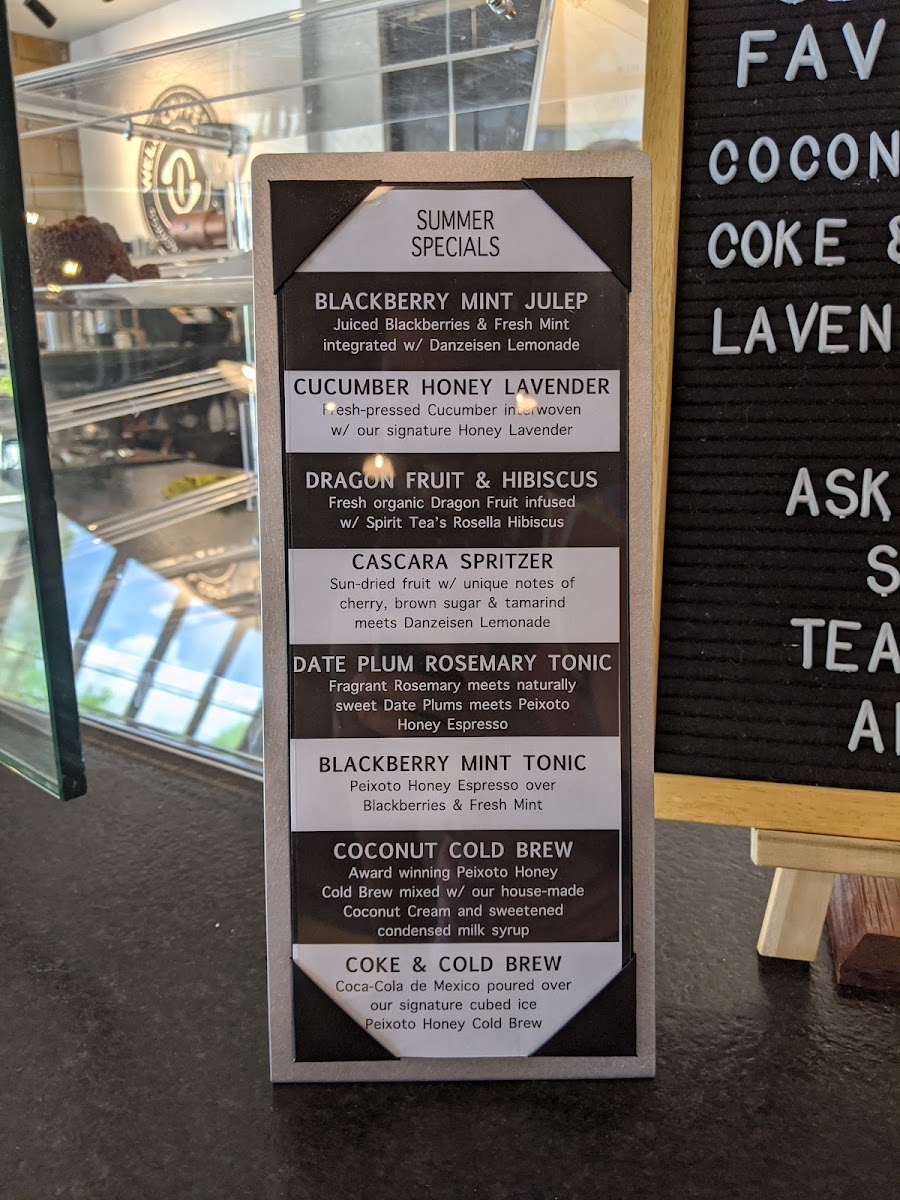 SUMMER
SPECIALS
BLACKBERRY MINT JULEP
Juiced Blackberries & Fresh Mint
integrated w/ Danzeisen Lemonade
CUCUMBER HONEY LAVENDER
Fresh-pressed Cucumber interwoven
w/ our signature Honey Lavender
DRAGON FRUIT & HIBISCUS
Fresh organic Dragon Fruit infused
w/ Spirit Tea's Rosella Hibiscus
CASCARA SPRITZER
Sun-dried fruit w/ unique notes of
cherry, brown sugar & tamarind
meets Danzeisen Lemonade
DATE PLUM ROSEMARY TONIC
Fragrant Rosemary meets naturally
sweet Date Plums meets Peixoto
Honey Espresso
BLACKBERRY MINT TONIC
Peixoto Honey Espresso over
Blackberries & Fresh Mint
COCONUT COLD BREW
Award winning Peixoto Honey
Cold Brew mixed w/ our house-made
Coconut Cream and sweetened
condensed milk syrup
COKE & COLD BREW
Coca-Cola de Mexico poured over
our signature cubed ice
Peixoto Honey Cold Brew
FAV
COCON
COKE &
LAVEN
ASK
S
TEA